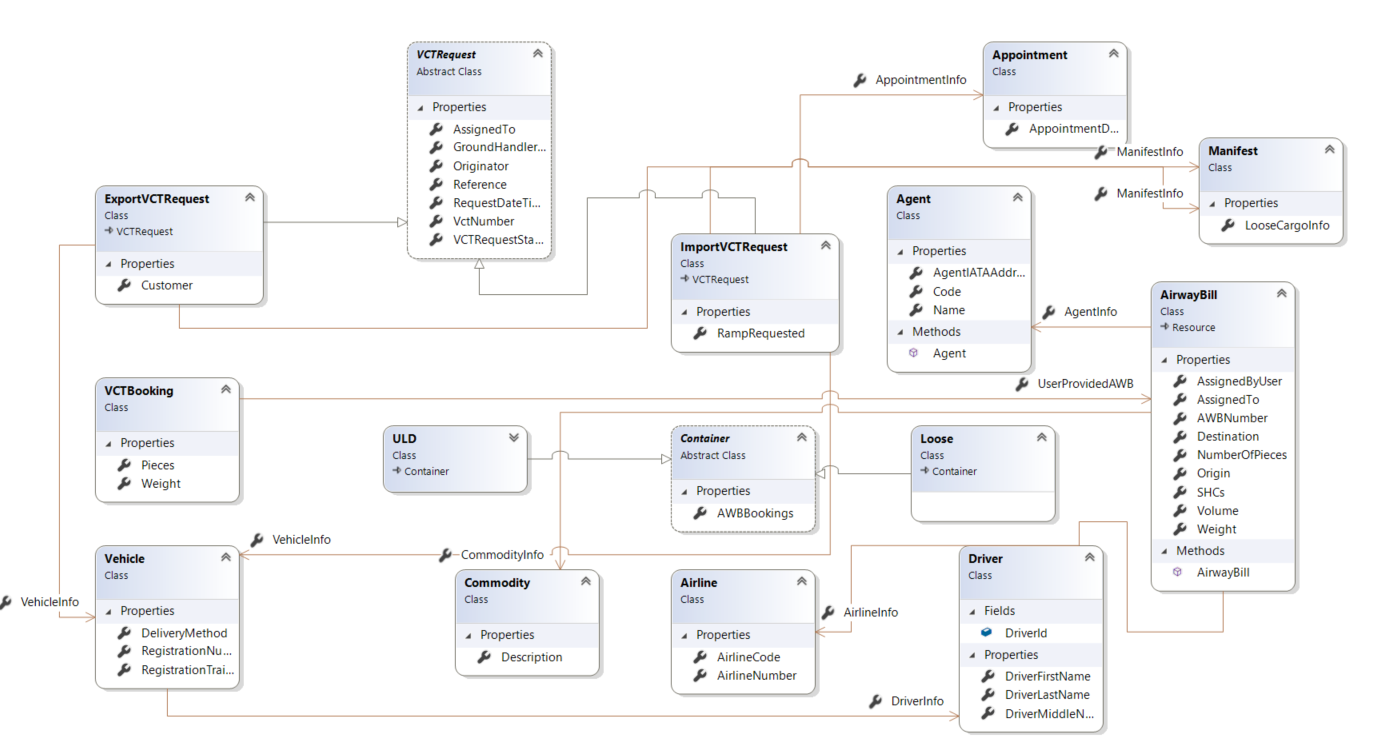 VCTRequest
Abstract Class
Properties
AssignedTo
GroundHandler...
Originator
Reference
RequestDateTi...
VctNumber
VCTRequestSta...
AppointmentInfo
Appointment
Class
Properties
AppointmentD...
ManifestInfo
ManifestInfo
Manifest
Class
Properties
LooseCargoInfo
ExportVCTRequest
Class
VCTRequest
Properties
Customer
ImportVCTRequest
Class
VCTRequest
Properties
RampRequested
Agent
Class
Properties
AgentIATAAddr...
Code
Name
Methods
Agent
AgentInfo
AirwayBill
Class
Resource
Properties
AssignedByUser
AssignedTo
AWBNumber
Destination
NumberOfPieces
Origin
SHCs
Volume
Weight
Methods
AirwayBill
UserProvidedAWB
VCTBooking
Class
Properties
Pieces
Weight
ULD
Class
Container
Container
Abstract Class
Properties
AWBBookings
Loose
Class
Container
VehicleInfo
CommodityInfo
VehicleInfo
Vehicle
Class
Properties
DeliveryMethod
RegistrationNu...
RegistrationTrai...
Commodity
Class
Properties
Description
Airline
Class
Properties
AirlineCode
AirlineNumber
AirlineInfo
DriverInfo
Driver
Class
Fields
DriverId
Properties
DriverFirstName
DriverLastName
DriverMiddleN...